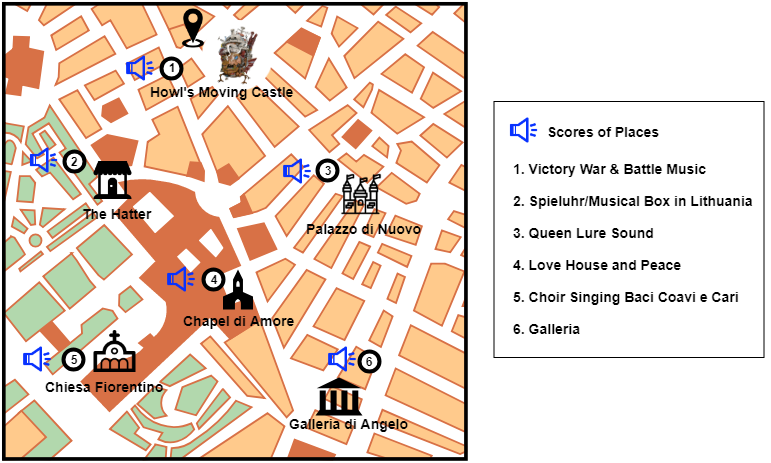 1
Howl's Moving Castle
2
The Hatter
3
Palazzo di Nuovo
4
Chapel di Amore
5
Chiesa Fiorentino
6
Galleria di Angelo
Scores of Places
1. Victory War & Battle Music
2. Spieluhr/Musical Box in Lithuania
3. Queen Lure Sound
4. Love House and Peace
5. Choir Singing Baci Coavi e Cari
6. Galleria